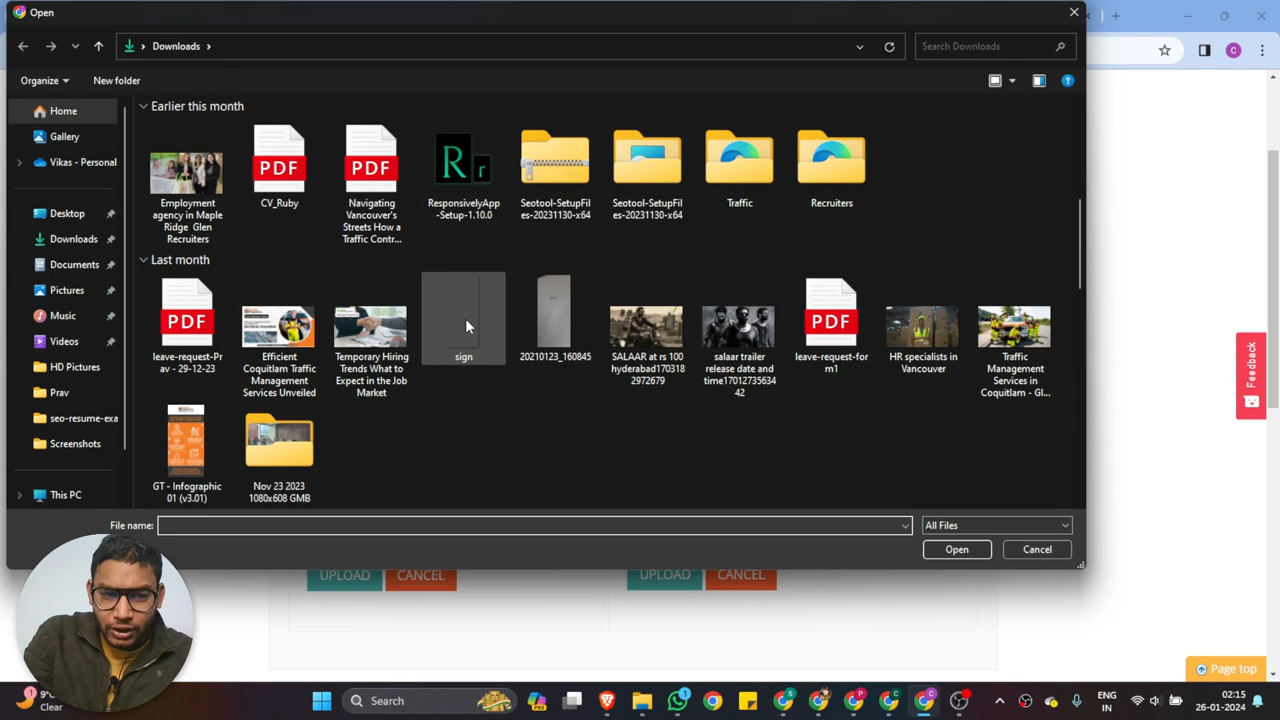 Open
Downloads
Search Downloads
Organize
New folder
Home
Gallery
Vikas - Personal
Desktop
Downloads
Documents
Pictures
Music
Videos
HD Pictures
Prav
seo-resume-exa
Screenshots
This PC
Earlier this month
Employment
agency in Maple
Ridge Glen
Recruiters
PDF
CV_Ruby
PDF
Navigating
Vancouver's
Streets How a
Traffic Contr...
R r
ResponsivelyApp
-Setup-1.10.0
Seotool-SetupFil
es-20231130-x64
Seotool-SetupFil
es-20231130-x64
Traffic
Recruiters
Last month
PDF
leave-request-Pr
av - 29-12-23
Efficient
Coquitlam Traffic
Management
Services Unveiled
Temporary Hiring
Trends What to
Expect in the Job
Market
sign
20210123_160845
SALAAR at rs 100
hyderabad170318
2972679
salaar trailer
release date and
time17012735634
42
PDF
leave-request-for
m1
HR specialists in
Vancouver
Traffic
Management
Services in
Coquitlam - Gl...
GT - Infographic
01 (v3.01)
Nov 23 2023
1080x608 GMB
File name:
All Files
Open
Cancel
UPLOAD
CANCEL
UPLOAD
CANCEL
Feedback
Page top
1
9°C
Clear
Search
1
ENG
IN
02:15
26-01-2024